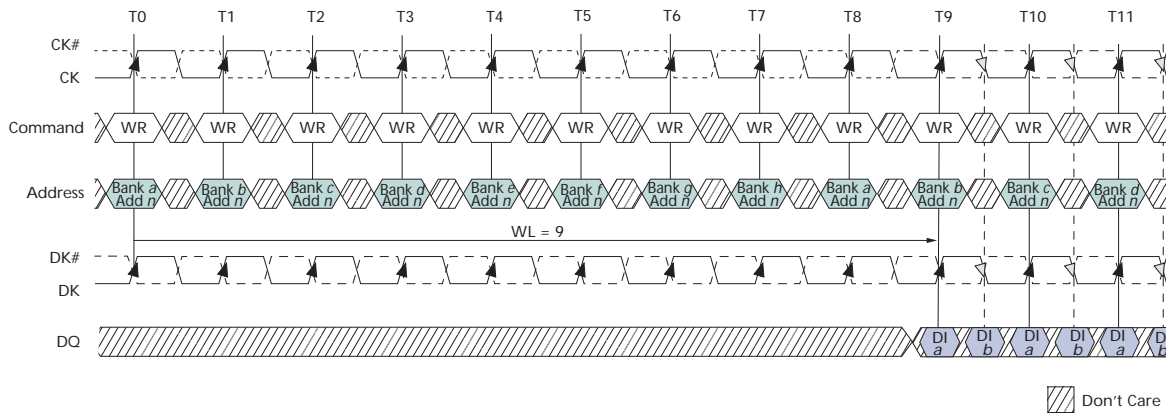 T0 T1 T2 T3 T4 T5 T6 T7 T8 T9 T10 T11
CK#
CK
Command WR WR WR WR WR WR WR WR WR WR WR WR
Address Bank a Bank b Bank c Bank d Bank e Bank f Bank g Bank h Bank a Bank b Bank c Bank d
Add n Add n Add n Add n Add n Add n Add n Add n Add n Add n Add n Add n
WL = 9
DK#
DK
DQ DI DI DI DI DI D
a b a b a b
Don't Care